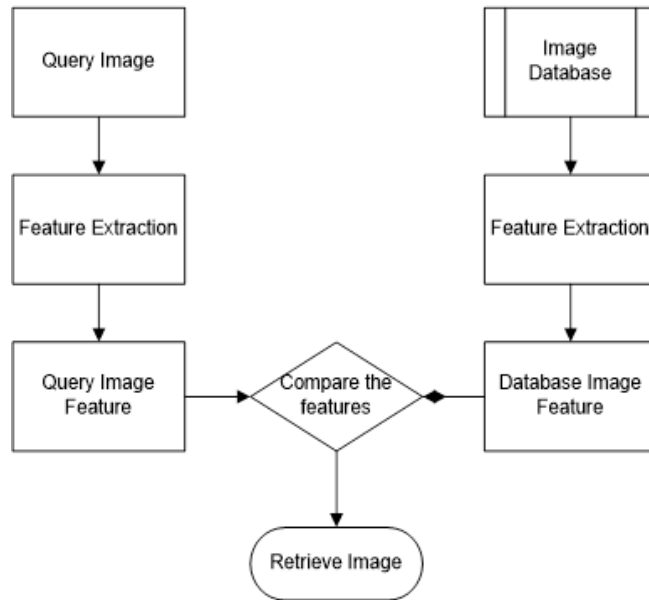 Query Image
Image
Database
Feature Extraction
Feature Extraction
Query Image
Feature
Compare the
features
Database Image
Feature
Retrieve Image